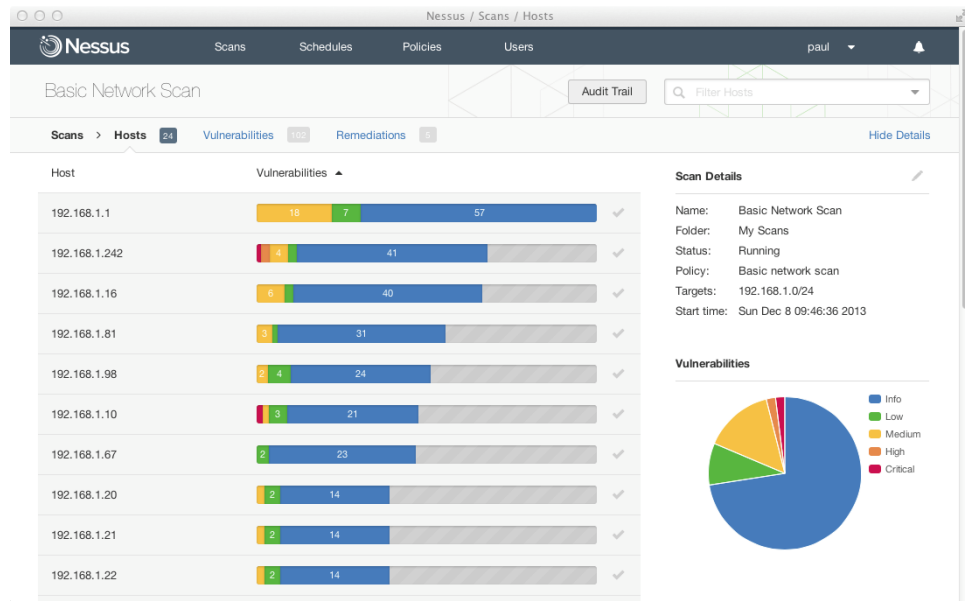 Nessus / Scans / Hosts
Nessus Scans Schedules Policies Users paul
Basic Network Scan Audit Trail Filter Hosts
Scans > Hosts 24 Vulnerabilities 102 Remediations 5 Hide Details
Host Vulnerabilities
192.168.1.1 18 7 57
192.168.1.242 4 41
192.168.1.16 6 40
192.168.1.81 3 31
192.168.1.98 2 4 24
192.168.1.10 3 21
192.168.1.67 2 23
192.168.1.20 2 14
192.168.1.21 2 14
192.168.1.22 2 14
Scan Details
Name: Basic Network Scan
Folder: My Scans
Status: Running
Policy: Basic network scan
Targets: 192.168.1.0/24
Start time: Sun Dec 8 09:46:36 2013
Vulnerabilities
Info
Low
Medium
High
Critical